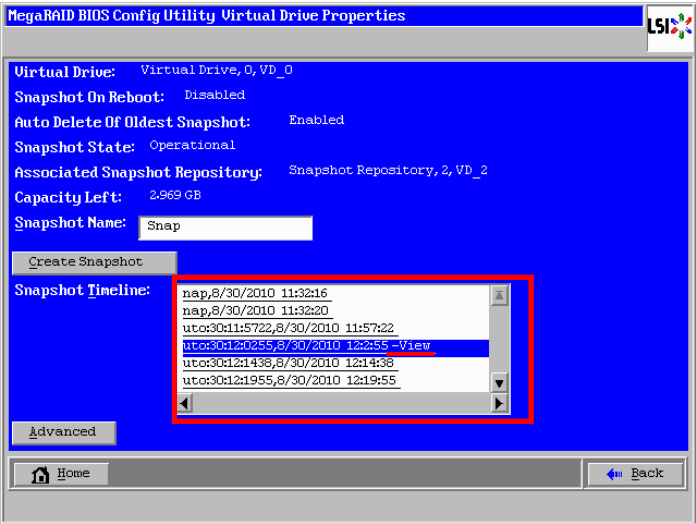 MegaRAID BIOS Config Utility Virtual Drive Properties
LSI
Virtual Drive: Virtual Drive,0,VD_0
Snapshot On Reboot: Disabled
Auto Delete Of Oldest Snapshot: Enabled
Snapshot State: Operational
Associated Snapshot Repository: Snapshot Repository,2,VD_2
Capacity Left: 2.969 GB
Snapshot Name: Snap
Create Snapshot
Snapshot Timeline:
nap,8/30/2010 11:32:16
nap,8/30/2010 11:32:20
uto:30:11:5722,8/30/2010 11:57:22
uto:30:12:0255,8/30/2010 12:2:55 -View
uto:30:12:1438,8/30/2010 12:14:38
uto:30:12:1955,8/30/2010 12:19:55
Advanced
Home
Back